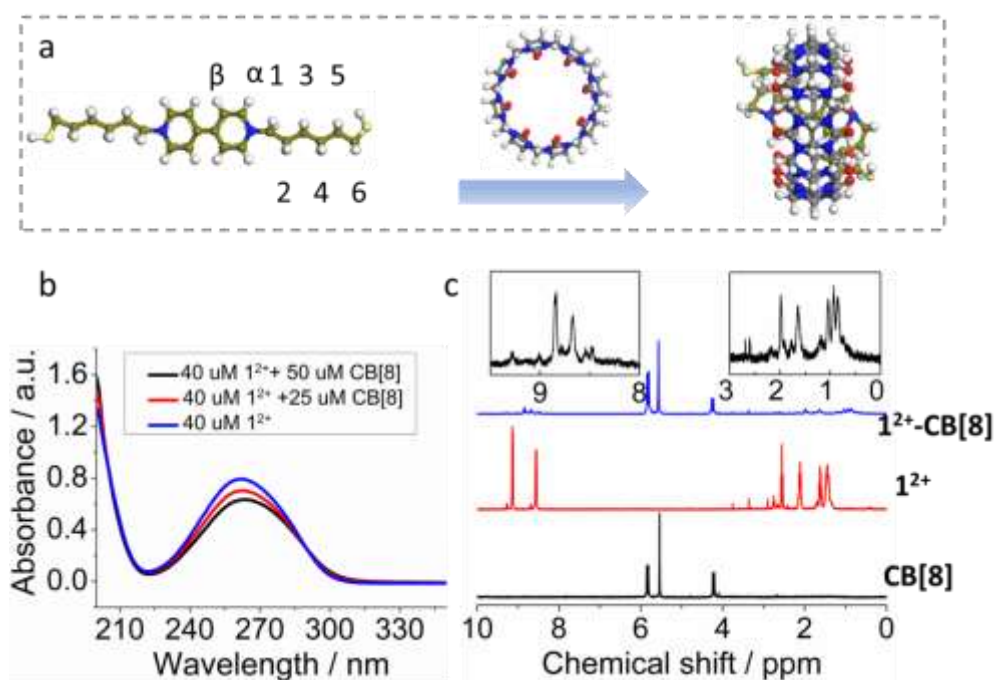 a
β α 1 3 5
2 4 6
b
Absorbance / a.u.
1.6
1.2
0.8
0.4
0.0
40 uM 1²⁺+ 50 uM CB[8]
40 uM 1²⁺ +25 uM CB[8]
40 uM 1²⁺
210 240 270 300 330
Wavelength / nm
c
9 8
3 2 1 0
1²⁺-CB[8]
1²⁺
CB[8]
10 8 6 4 2 0
Chemical shift / ppm